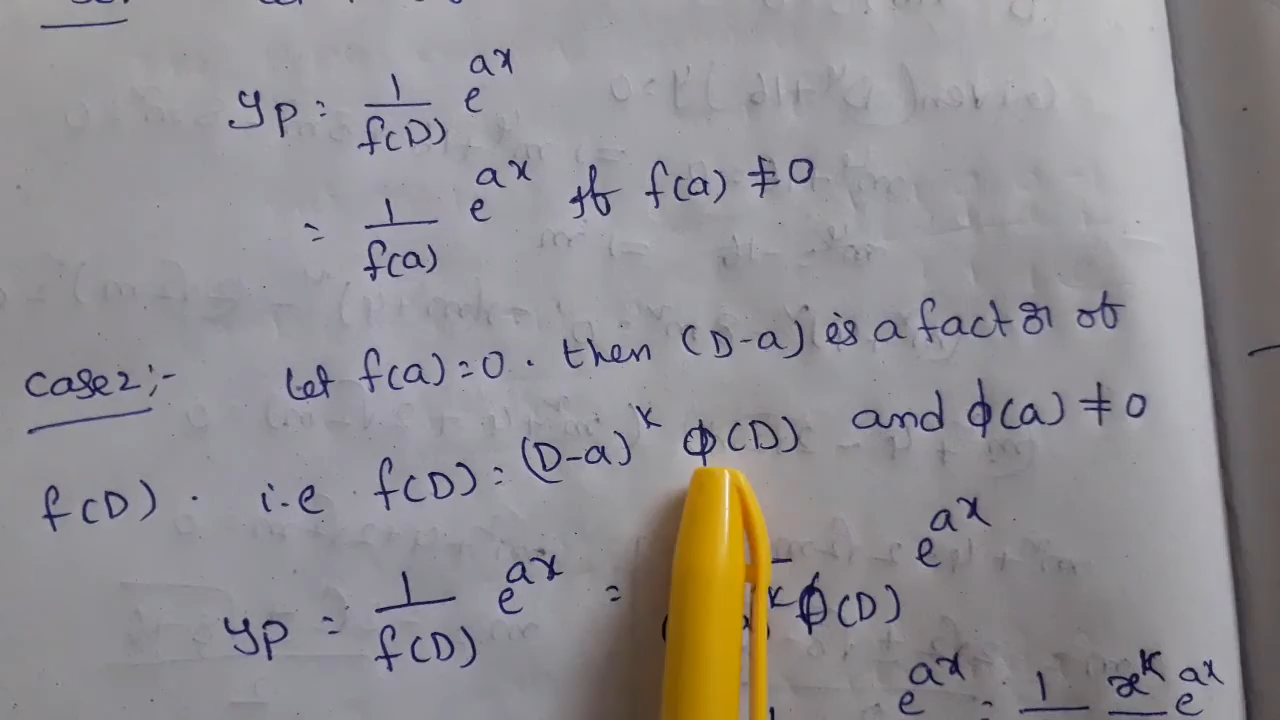 yp = 1/f(D) e^ax
= 1/f(a) e^ax if f(a) ≠ 0
Case2:- Let f(a)=0. then (D-a) is a factor of
f(D). i.e f(D) = (D-a)^k ϕ(D) and ϕ(a) ≠ 0
yp = 1/f(D) e^ax = )^k ϕ(D) e^ax
e^ax = 1 x^k e^ax